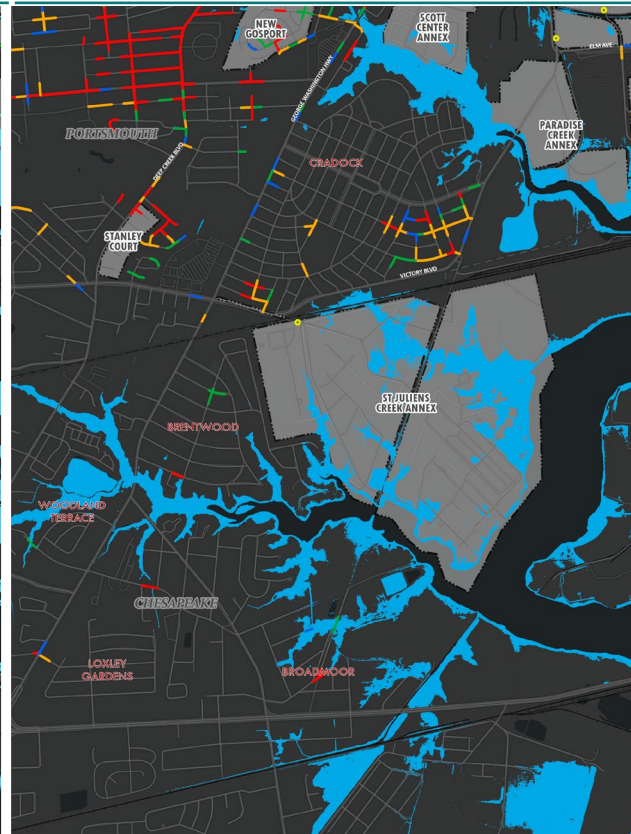 NEW
GOSPORT
SCOTT
CENTER
ANNEX
ELM AVE
GEORGE WASHINGTON HWY
PARADISE
CREEK
ANNEX
PORTSMOUTH
CRADOCK
DEEP CREEK BLVD
STANLEY
COURT
VICTORY BLVD
ST JULIENS
CREEK ANNEX
BRENTWOOD
WOODLAND
TERRACE
CHESAPEAKE
LOXLEY
GARDENS
BROADMOOR